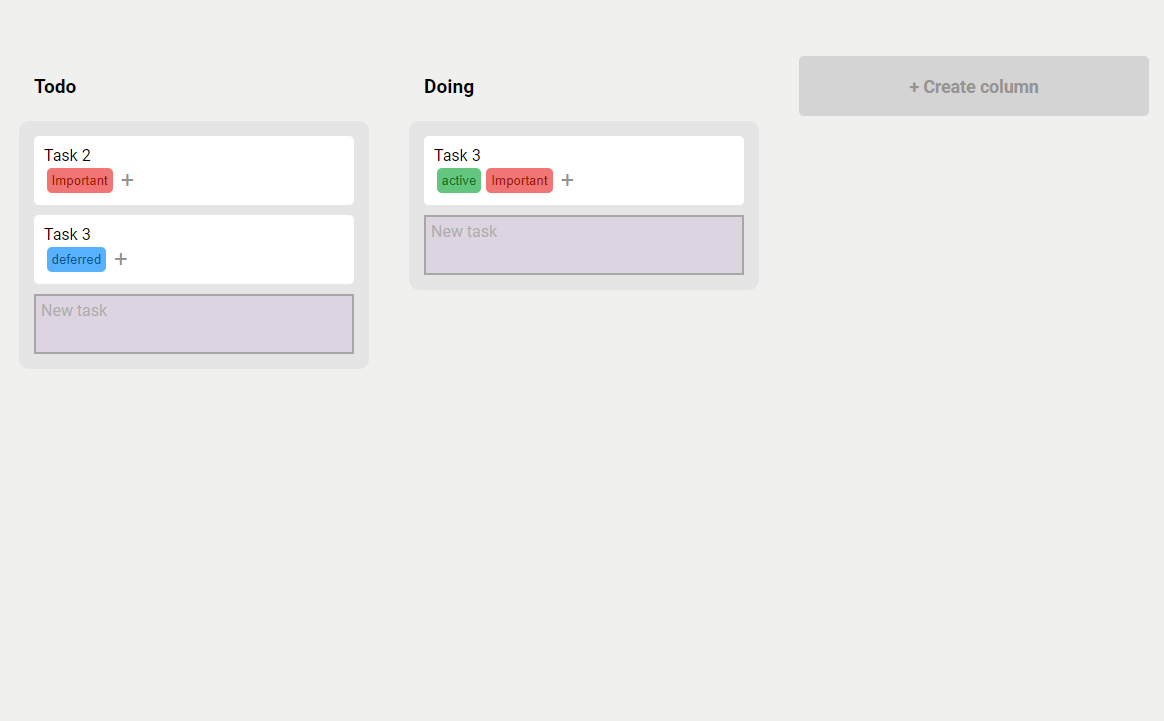 Todo
Task 2
Important +
Task 3
deferred +
New task
Doing
Task 3
active Important +
New task
+ Create column